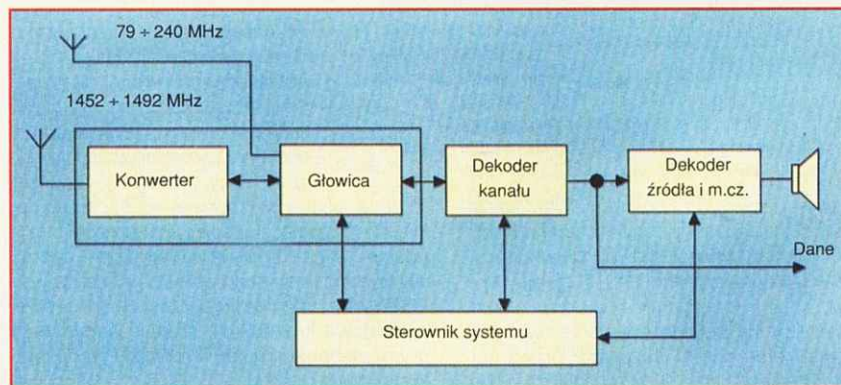 79 ÷ 240 MHz
1452 ÷ 1492 MHz
Konwerter
Głowica
Dekoder
kanału
Dekoder
źródła i m.cz.
Dane
Sterownik systemu